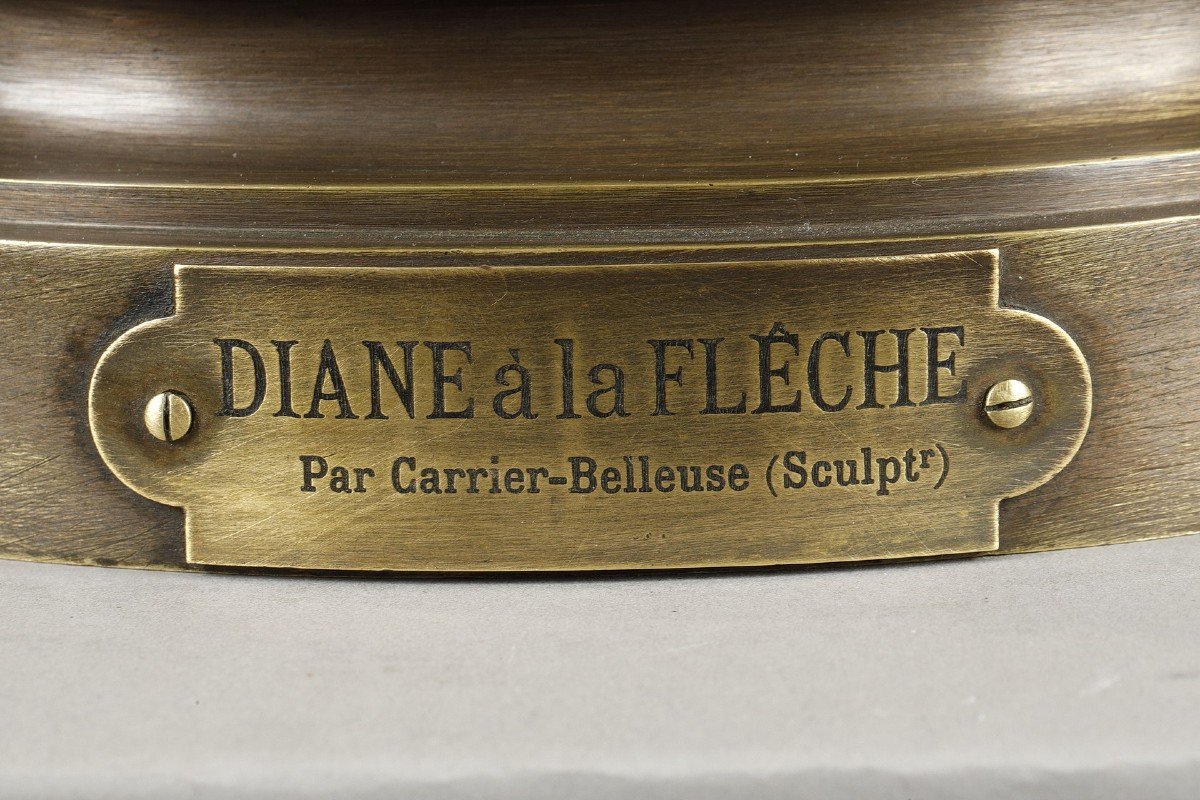 DIANE à la FLÊCHE
Par Carrier-Belleuse (Sculptʳ)